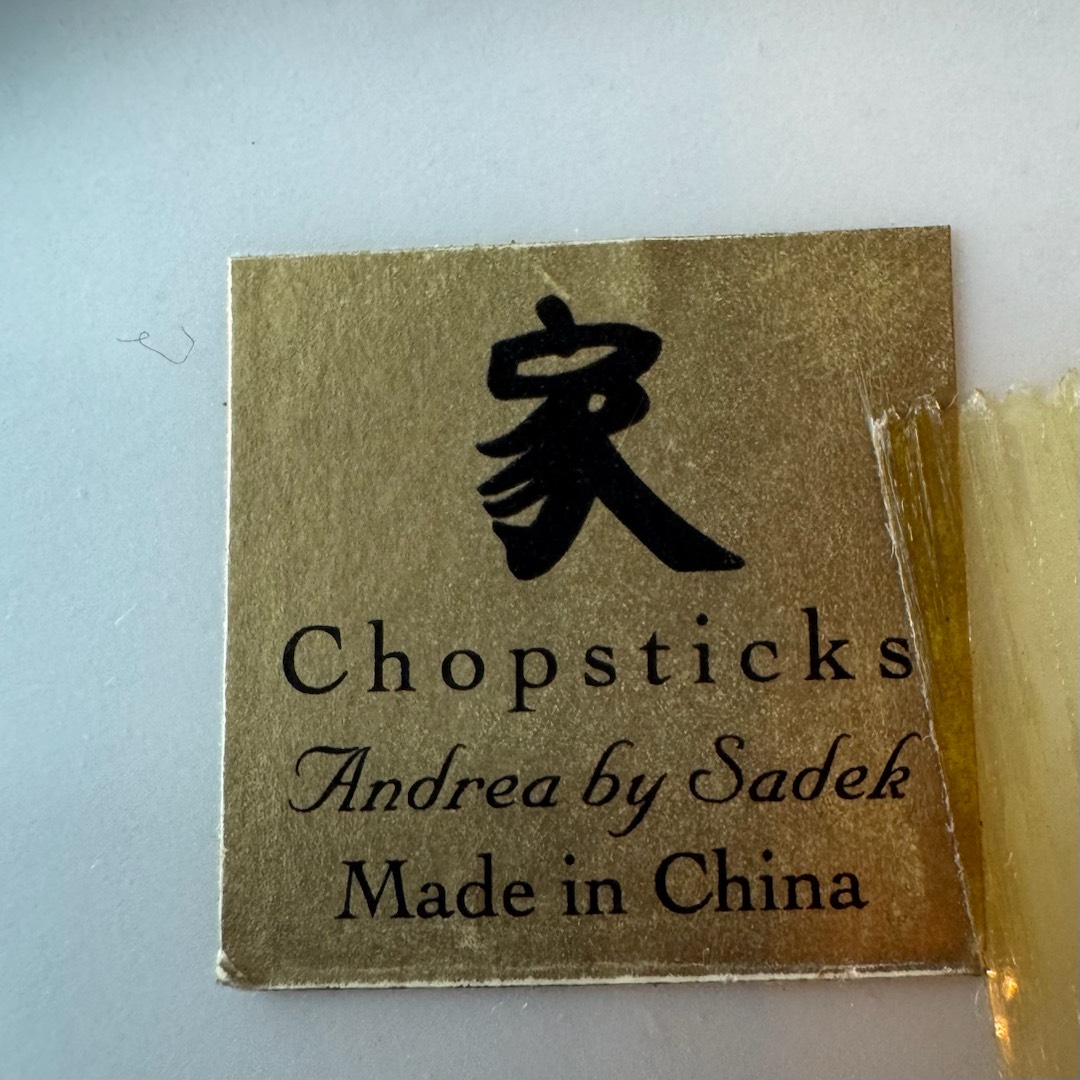 家
Chopsticks
Andrea by Sadek
Made in China